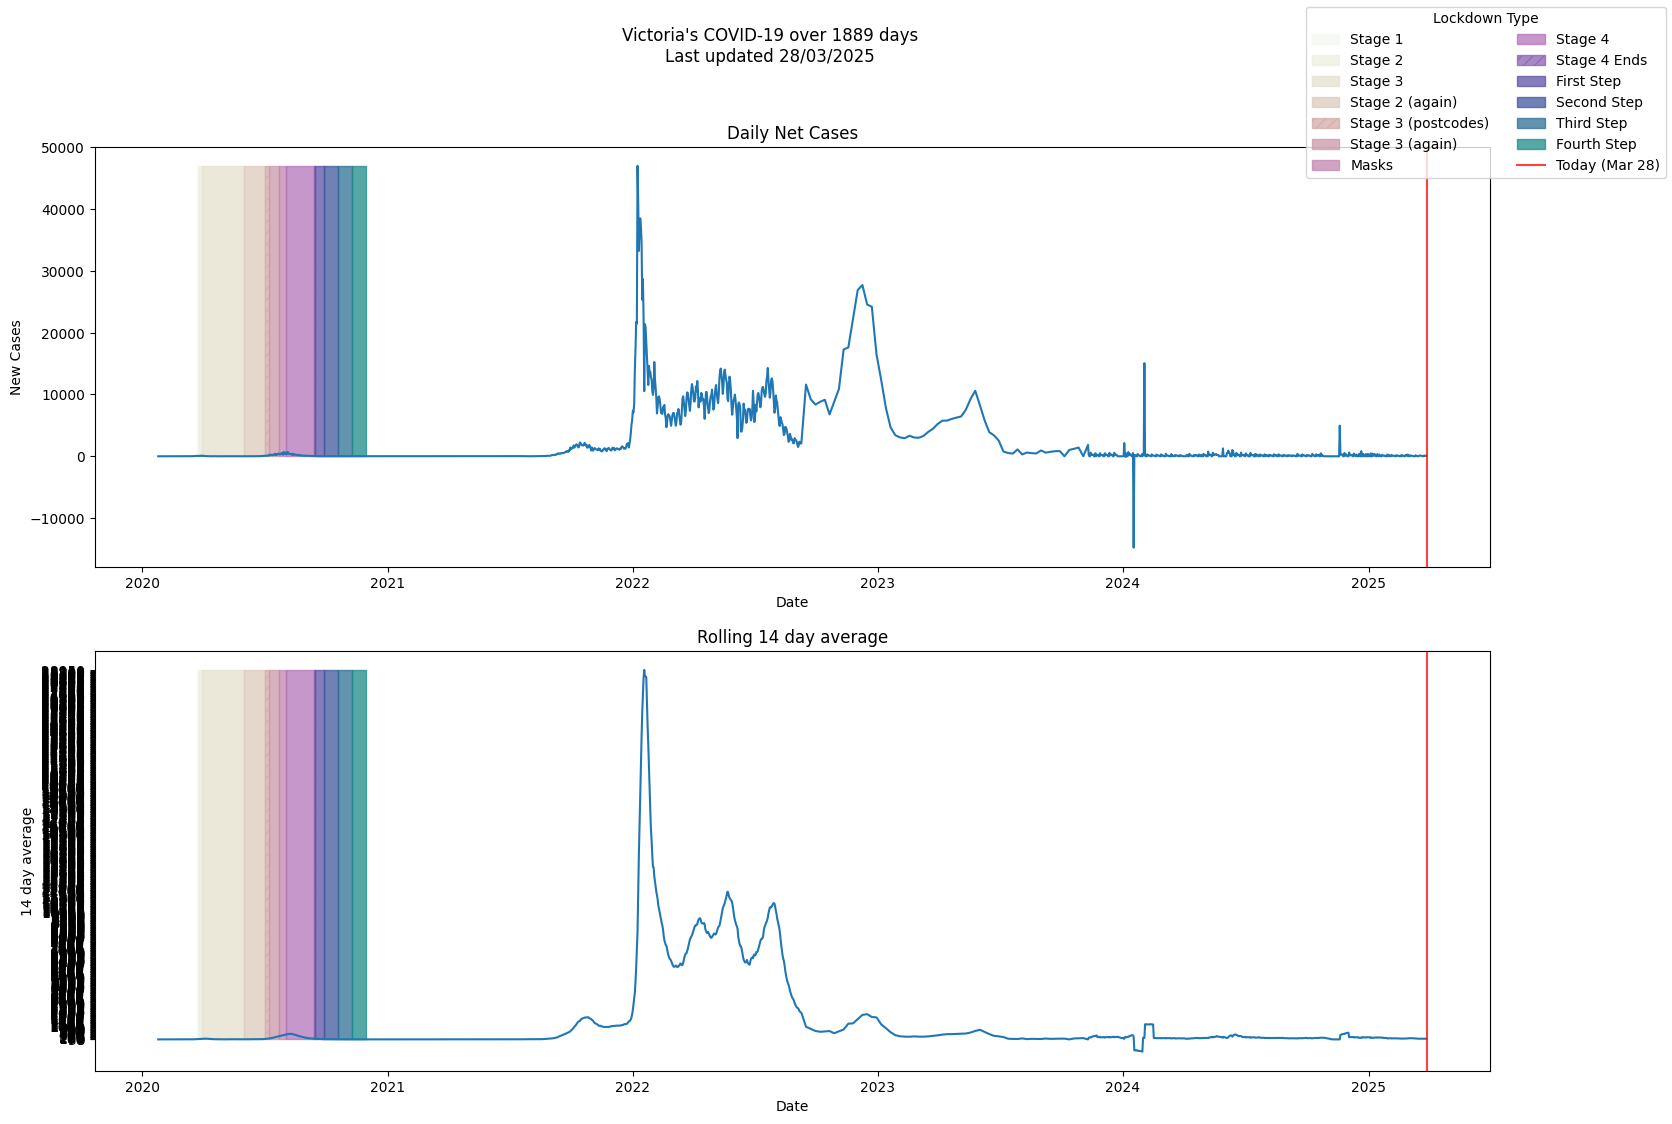 Victoria's COVID-19 over 1889 days
Last updated 28/03/2025
Lockdown Type
Stage 1
Stage 2
Stage 3
Stage 2 (again)
Stage 3 (postcodes)
Stage 3 (again)
Masks
Stage 4
Stage 4 Ends
First Step
Second Step
Third Step
Fourth Step
Today (Mar 28)
Daily Net Cases
New Cases
50000
40000
30000
20000
10000
0
−10000
2020 2021 2022 2023 2024 2025
Date
Rolling 14 day average
14 day average
2020 2021 2022 2023 2024 2025
Date